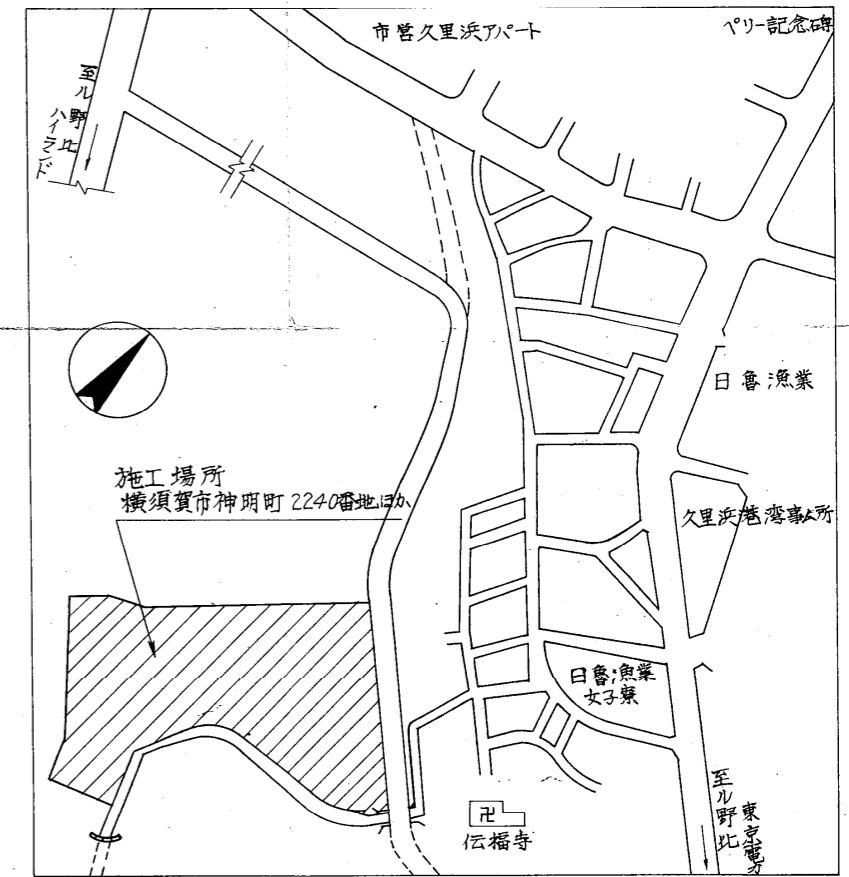 市営久里浜アパート
ペリー記念碑
至ル野比
ハイランド
日魯漁業
施工場所
横須賀市神明町2240番地ほか
久里浜港湾事ム所
日魯漁業
女子寮
卍
伝福寺
至ル野比
東京電力